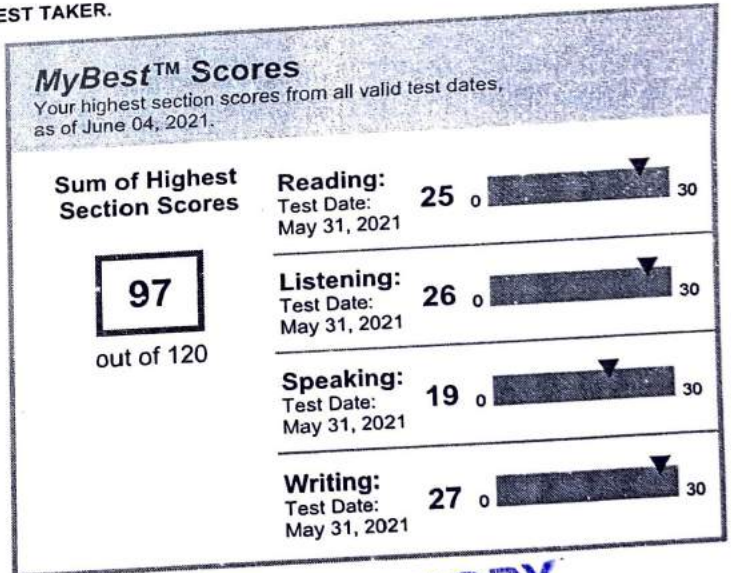 EST TAKER.
MyBest™ Scores
Your highest section scores from all valid test dates,
as of June 04, 2021.
Sum of Highest
Section Scores
97
out of 120
Reading:
Test Date:
May 31, 2021
25 0 30
Listening:
Test Date:
May 31, 2021
26 0 30
Speaking:
Test Date:
May 31, 2021
19 0 30
Writing:
Test Date:
May 31, 2021
27 0 30